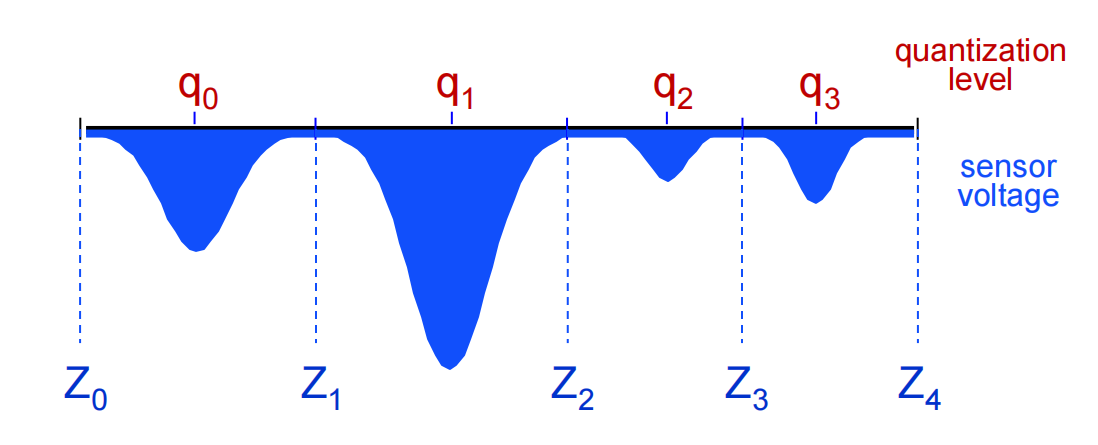 quantization
level
q0 q1 q2 q3
sensor
voltage
Z0 Z1 Z2 Z3 Z4